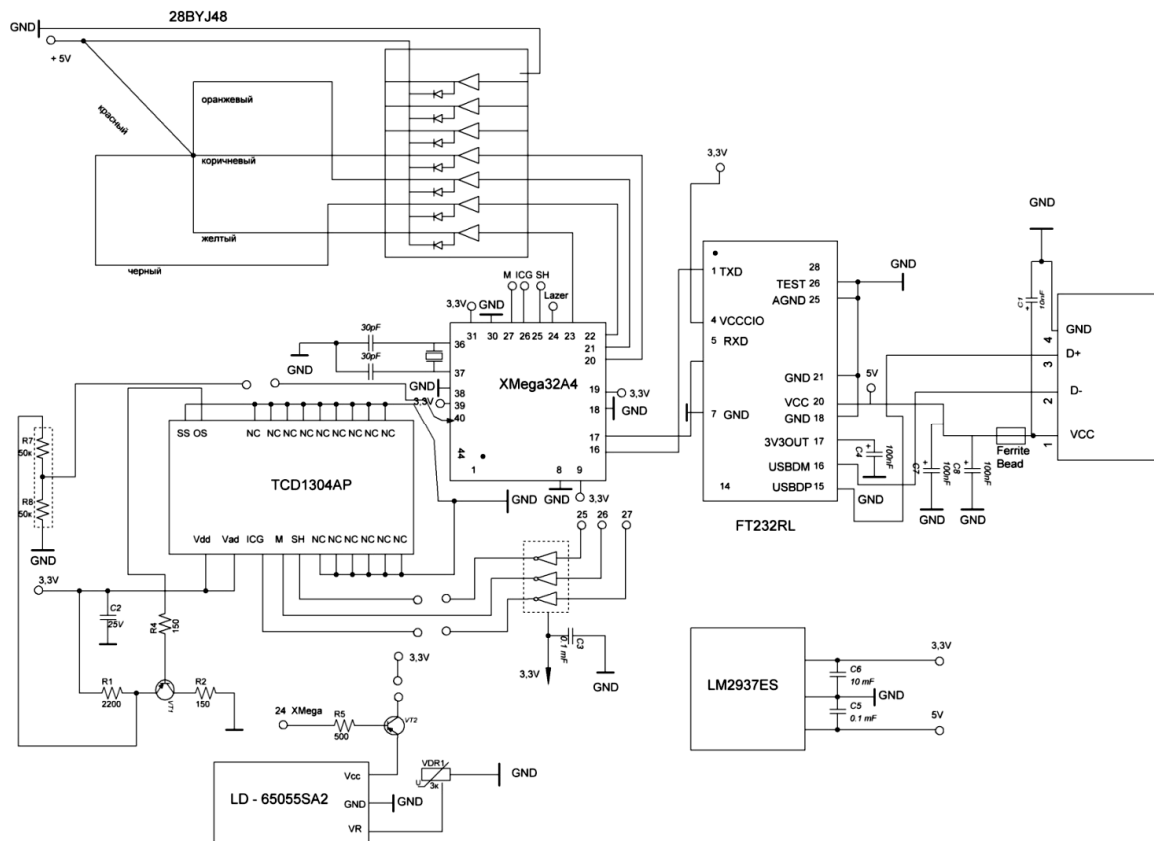 28BYJ48
GND
+ 5V
красный
оранжевый
коричневый
желтый
черный
M ICG SH
Lazer
3,3V
GND
31 30 27 26 25 24 23 22
21
20
30pF
30pF
GND
36
37
GND
38
3,3V
39
40
XMega32A4
19
3,3V
18
GND
17
16
44
1
8
9
GND
3,3V
3,3V
1 TXD
4 VCCCIO
5 RXD
7 GND
14
28
TEST
26
AGND
25
GND
GND 21
5V
VCC 20
GND 18
3V3OUT 17
USBDM 16
USBDP 15
C4
100nF
GND
FT232RL
C7
100nF
GND
C8
100nF
GND
Ferrite
Bead
GND
C1
10nF
GND
4
D+
3
D-
2
VCC
1
R7
50к
R8
50к
GND
SS OS NC NC NC NC NC NC NC NC
TCD1304AP
Vdd Vad ICG M SH NC NC NC NC NC NC
GND
25 26 27
3,3V
C2
25V
R4
150
R1
2200
VT1
R2
150
C3
0.1 mF
3,3V
GND
3,3V
24 XMega
R5
500
VT2
LD - 65055SA2
Vcc
GND
VR
GND
VDR1
U
3к
GND
LM2937ES
3,3V
C6
10 mF
GND
C5
0.1 mF
5V